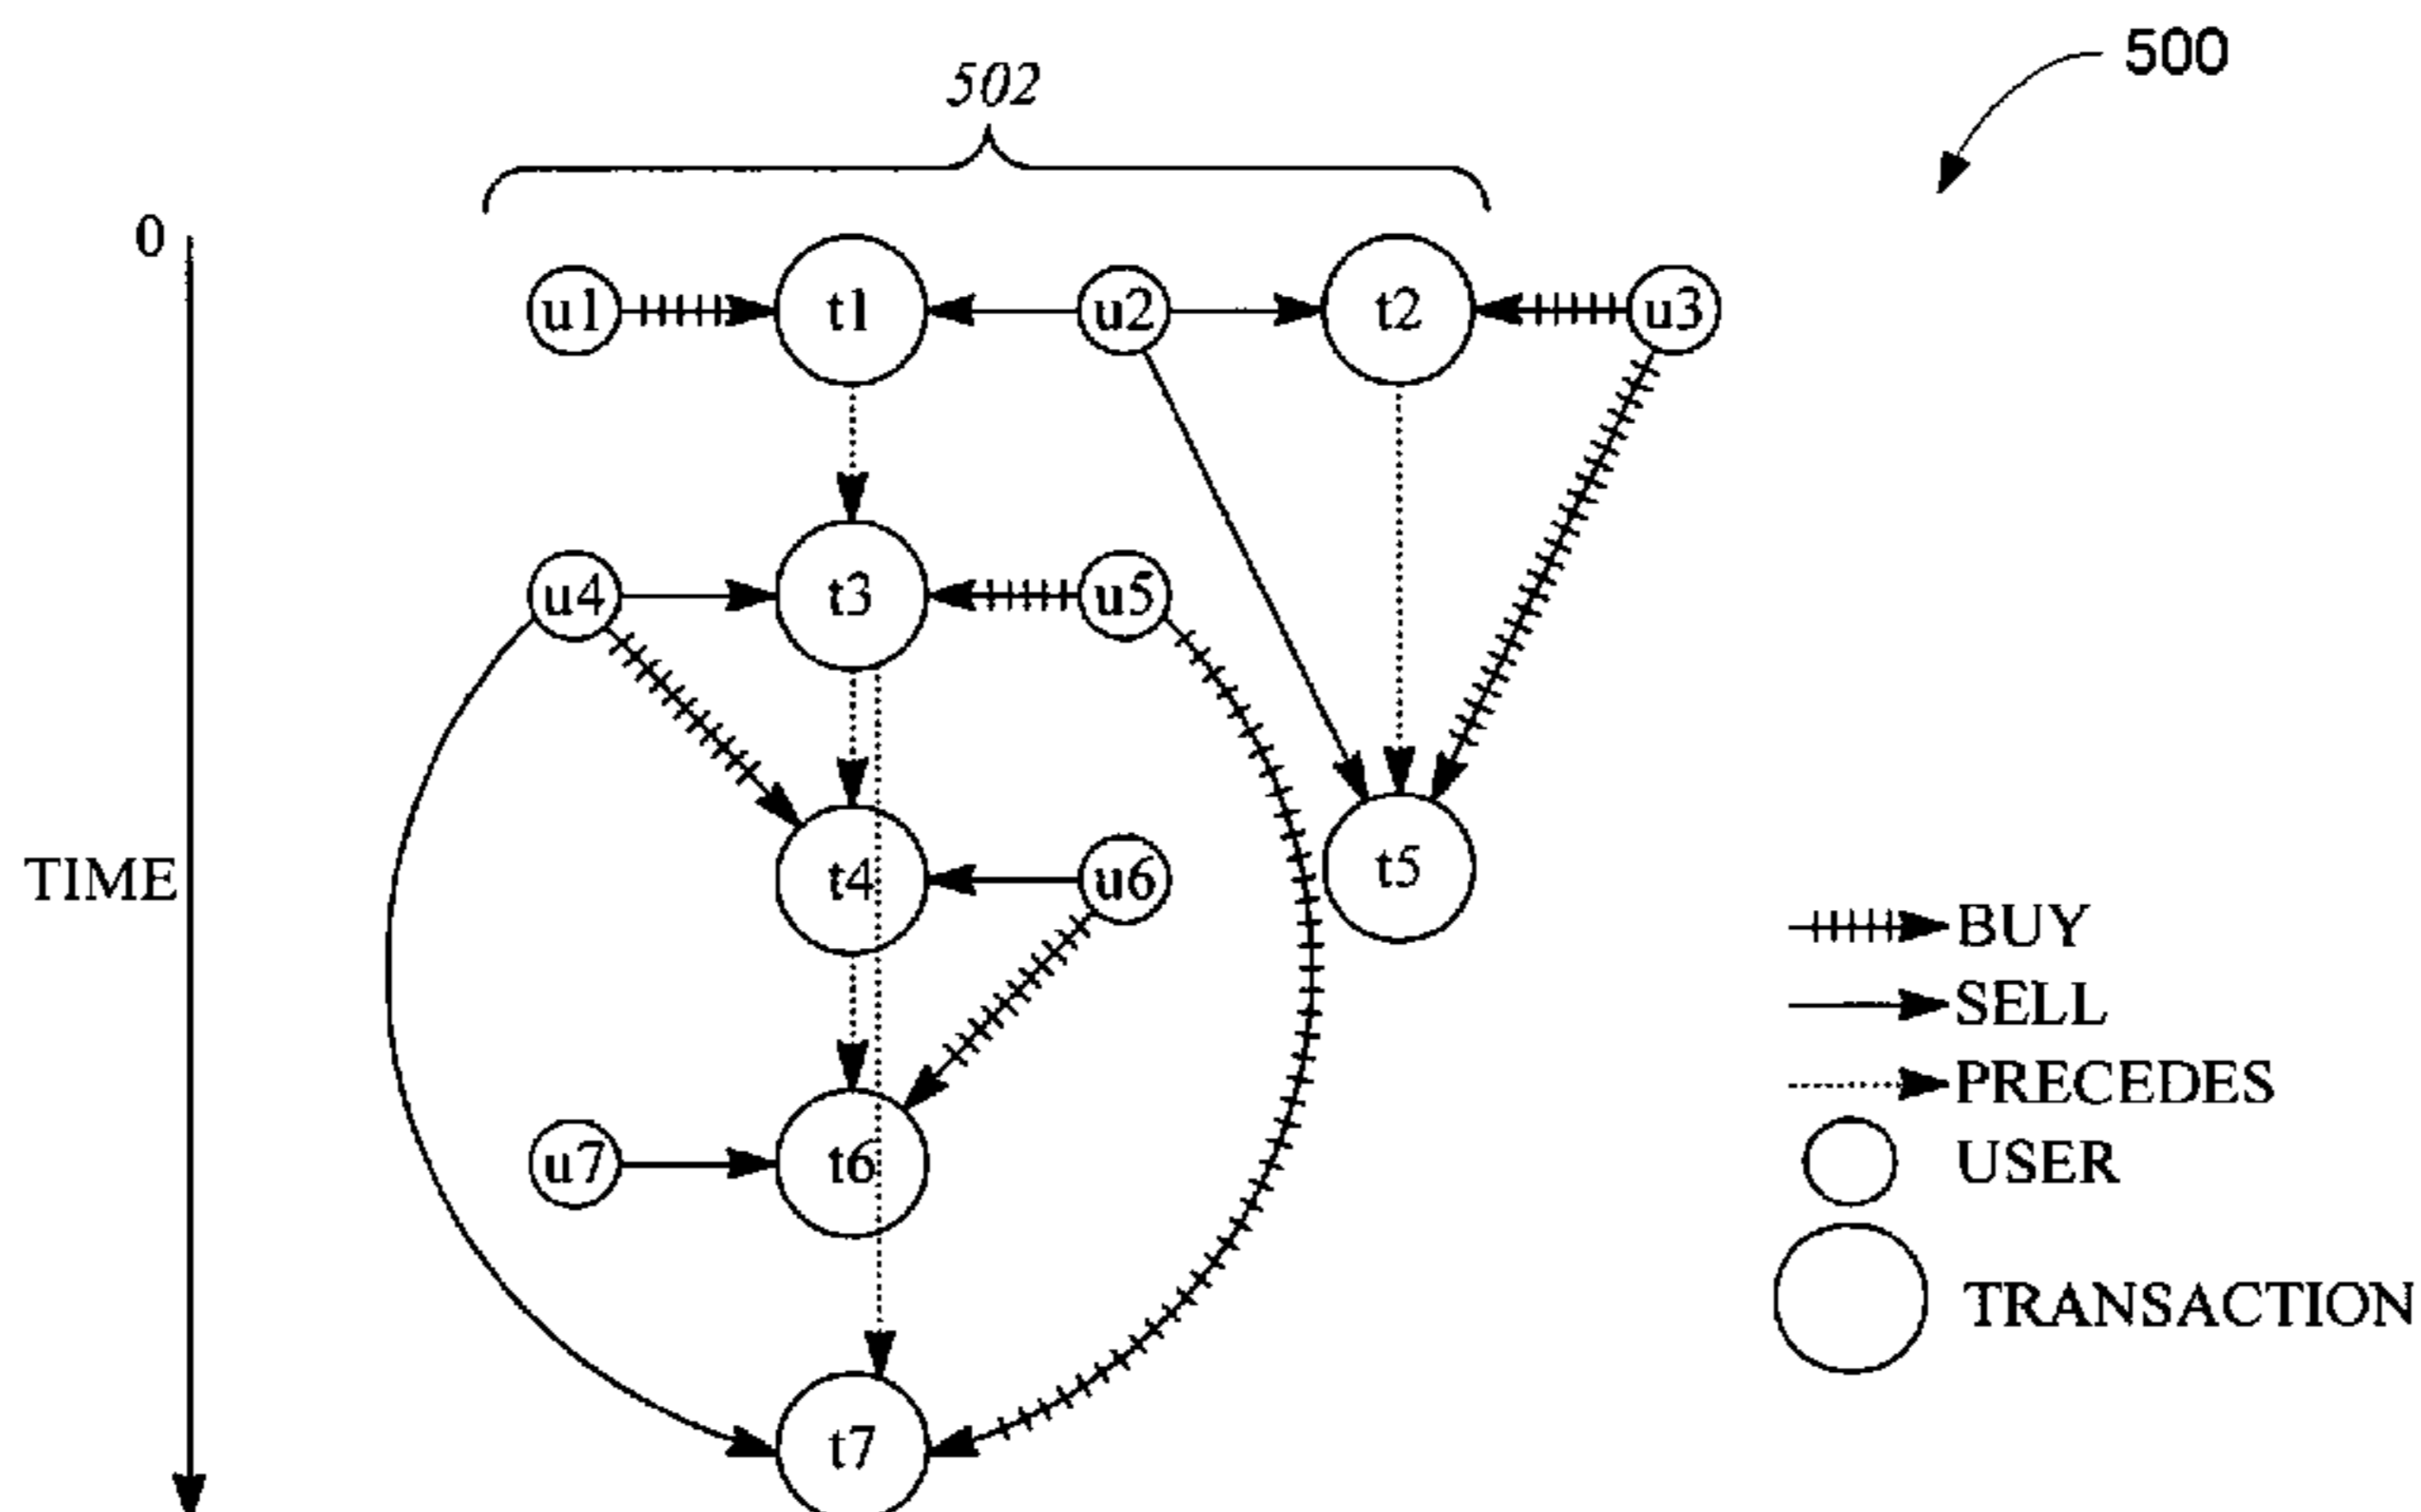 500
502
0
u1 t1 u2 t2 u3
u4 t3 u5
TIME t4 u6 t5
BUY
SELL
PRECEDES
u7 t6 USER
TRANSACTION
t7